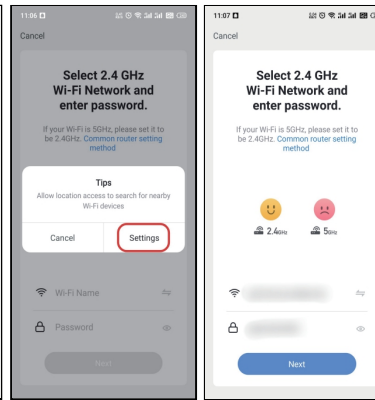 11:06
Cancel
Select 2.4 GHz
Wi-Fi Network and
enter password.
If your Wi-Fi is 5GHz, please set it to
be 2.4GHz. Common router setting
method
Tips
Allow location access to search for nearby
Wi-Fi devices
Cancel Settings
Wi-Fi Name
Password
Next
11:07
Cancel
Select 2.4 GHz
Wi-Fi Network and
enter password.
If your Wi-Fi is 5GHz, please set it to
be 2.4GHz. Common router setting
method
2.4GHz 5GHz
Next